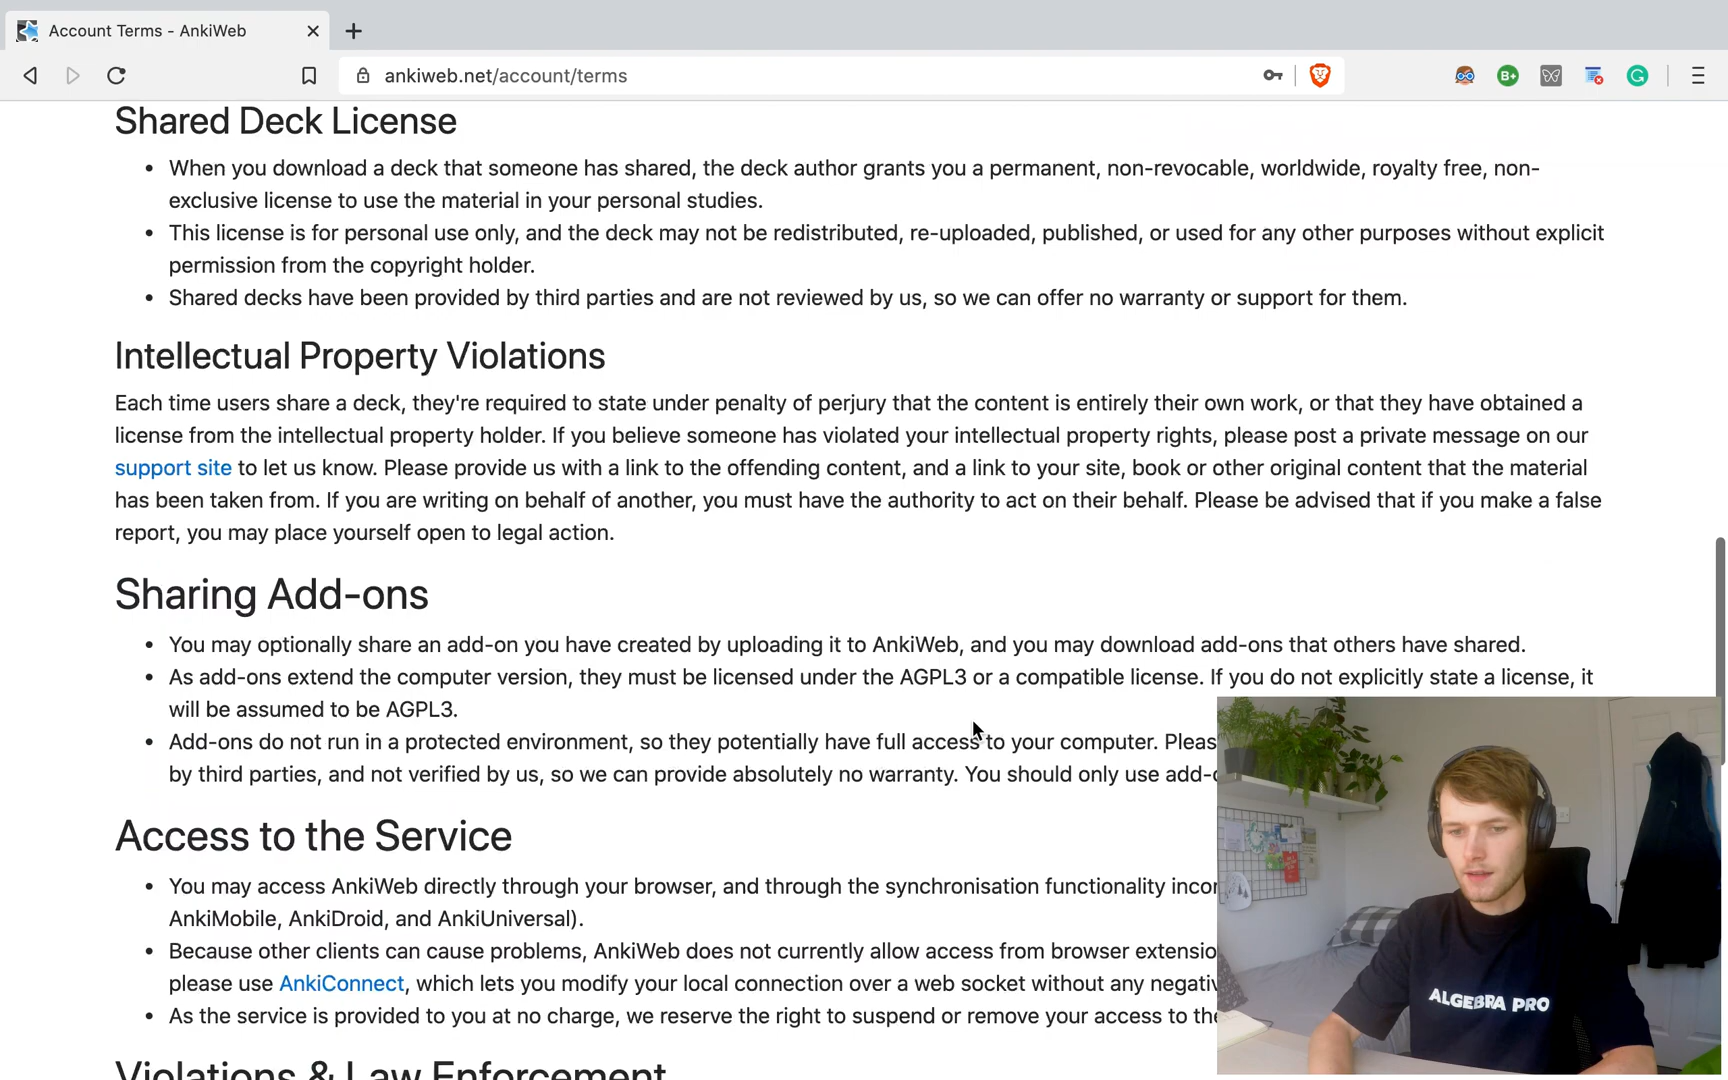 Account Terms - AnkiWeb
ankiweb.net/account/terms
B+
Shared Deck License
• When you download a deck that someone has shared, the deck author grants you a permanent, non-revocable, worldwide, royalty free, non-
exclusive license to use the material in your personal studies.
• This license is for personal use only, and the deck may not be redistributed, re-uploaded, published, or used for any other purposes without explicit
permission from the copyright holder.
• Shared decks have been provided by third parties and are not reviewed by us, so we can offer no warranty or support for them.
Intellectual Property Violations
Each time users share a deck, they're required to state under penalty of perjury that the content is entirely their own work, or that they have obtained a
license from the intellectual property holder. If you believe someone has violated your intellectual property rights, please post a private message on our
support site to let us know. Please provide us with a link to the offending content, and a link to your site, book or other original content that the material
has been taken from. If you are writing on behalf of another, you must have the authority to act on their behalf. Please be advised that if you make a false
report, you may place yourself open to legal action.
Sharing Add-ons
• You may optionally share an add-on you have created by uploading it to AnkiWeb, and you may download add-ons that others have shared.
• As add-ons extend the computer version, they must be licensed under the AGPL3 or a compatible license. If you do not explicitly state a license, it
will be assumed to be AGPL3.
• Add-ons do not run in a protected environment, so they potentially have full access to your computer. Pleas
by third parties, and not verified by us, so we can provide absolutely no warranty. You should only use add-
Access to the Service
• You may access AnkiWeb directly through your browser, and through the synchronisation functionality incor
AnkiMobile, AnkiDroid, and AnkiUniversal).
• Because other clients can cause problems, AnkiWeb does not currently allow access from browser extensio
please use AnkiConnect, which lets you modify your local connection over a web socket without any negativ
• As the service is provided to you at no charge, we reserve the right to suspend or remove your access to the
Violations & Law Enforcement
ALGEBRA PRO